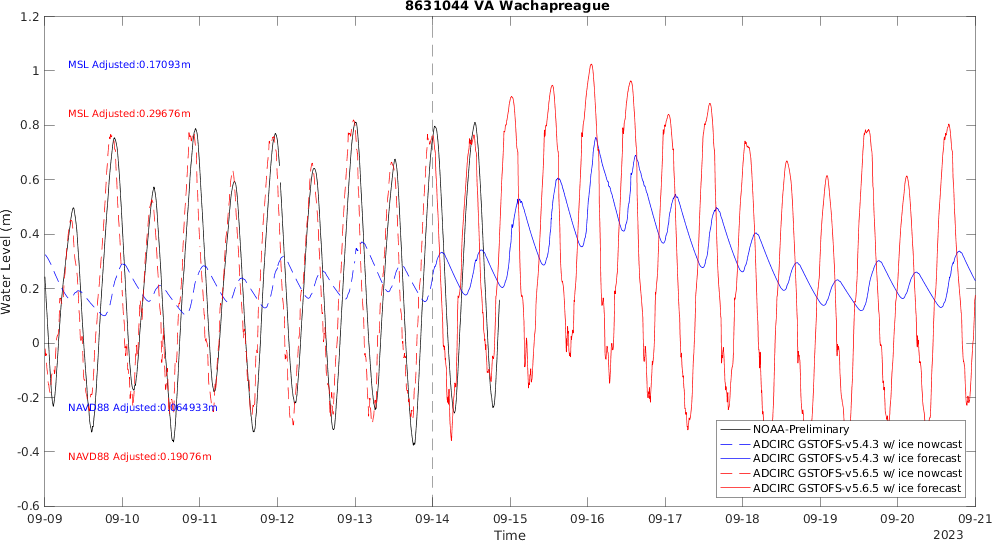 8631044 VA Wachapreague
Water Level (m)
1.2
1
0.8
0.6
0.4
0.2
0
-0.2
-0.4
-0.6
MSL Adjusted:0.17093m
MSL Adjusted:0.29676m
NAVD88 Adjusted:0.064933m
NAVD88 Adjusted:0.19076m
NOAA-Preliminary
ADCIRC GSTOFS-v5.4.3 w/ ice nowcast
ADCIRC GSTOFS-v5.4.3 w/ ice forecast
ADCIRC GSTOFS-v5.6.5 w/ ice nowcast
ADCIRC GSTOFS-v5.6.5 w/ ice forecast
09-09 09-10 09-11 09-12 09-13 09-14 09-15 09-16 09-17 09-18 09-19 09-20 09-21
Time
2023